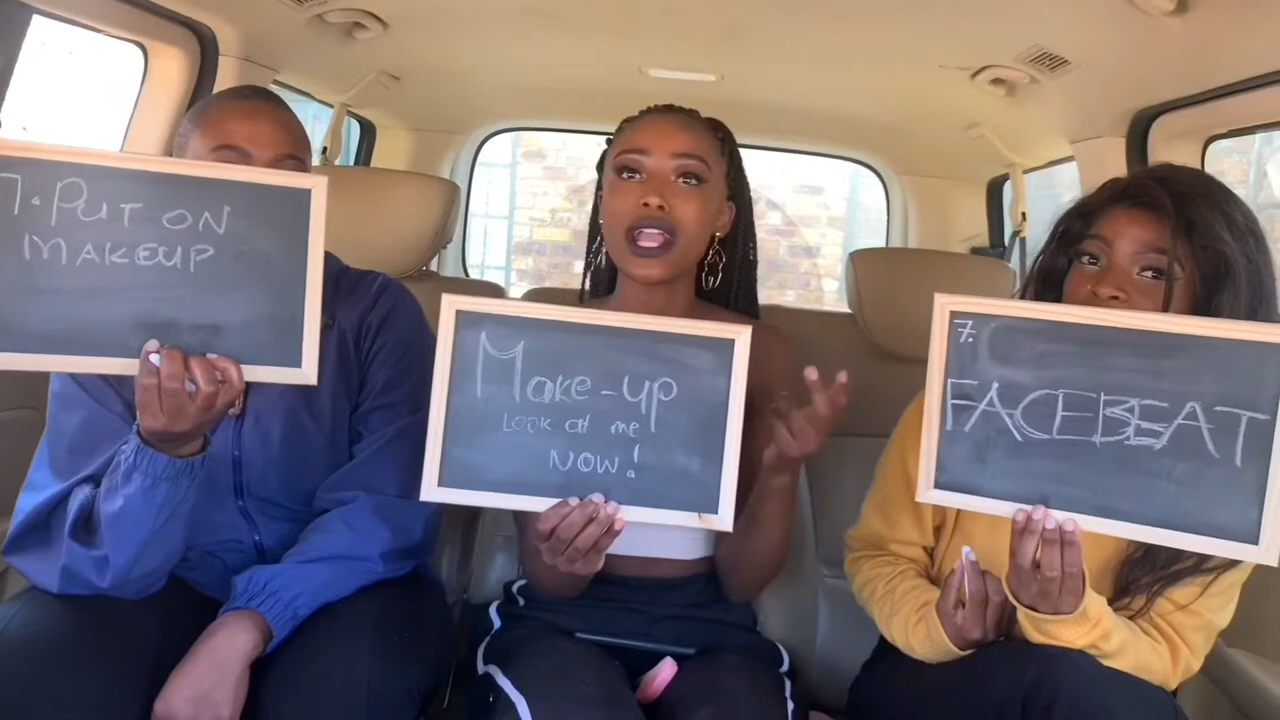 7. PUT ON
MAKEUP
Make-up
Look at me
NOW!
7.
FACEBEAT